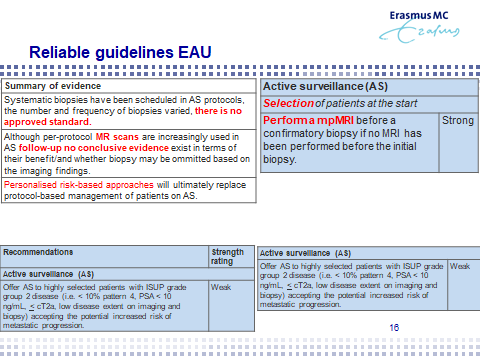 Erasmus MC
Erasmus
Reliable guidelines EAU
Summary of evidence
Systematic biopsies have been scheduled in AS protocols,
the number and frequency of biopsies varied, there is no
approved standard.
Although per-protocol MR scans are increasingly used in
AS follow-up no conclusive evidence exist in terms of
their benefit/and whether biopsy may be ommitted based on
the imaging findings.
Personalised risk-based approaches will ultimately replace
protocol-based management of patients on AS.
Active surveillance (AS)
Selection of patients at the start
Perform a mpMRI before a Strong
confirmatory biopsy if no MRI has
been performed before the initial
biopsy.
Recommendations Strength
rating
Active surveillance (AS)
Offer AS to highly selected patients with ISUP grade Weak
group 2 disease (i.e. < 10% pattern 4, PSA < 10
ng/mL, ≤ cT2a, low disease extent on imaging and
biopsy) accepting the potential increased risk of
metastatic progression.
Active surveillance (AS)
Offer AS to highly selected patients with ISUP grade Weak
group 2 disease (i.e. < 10% pattern 4, PSA < 10
ng/mL, ≤ cT2a, low disease extent on imaging and
biopsy) accepting the potential increased risk of
metastatic progression.
16